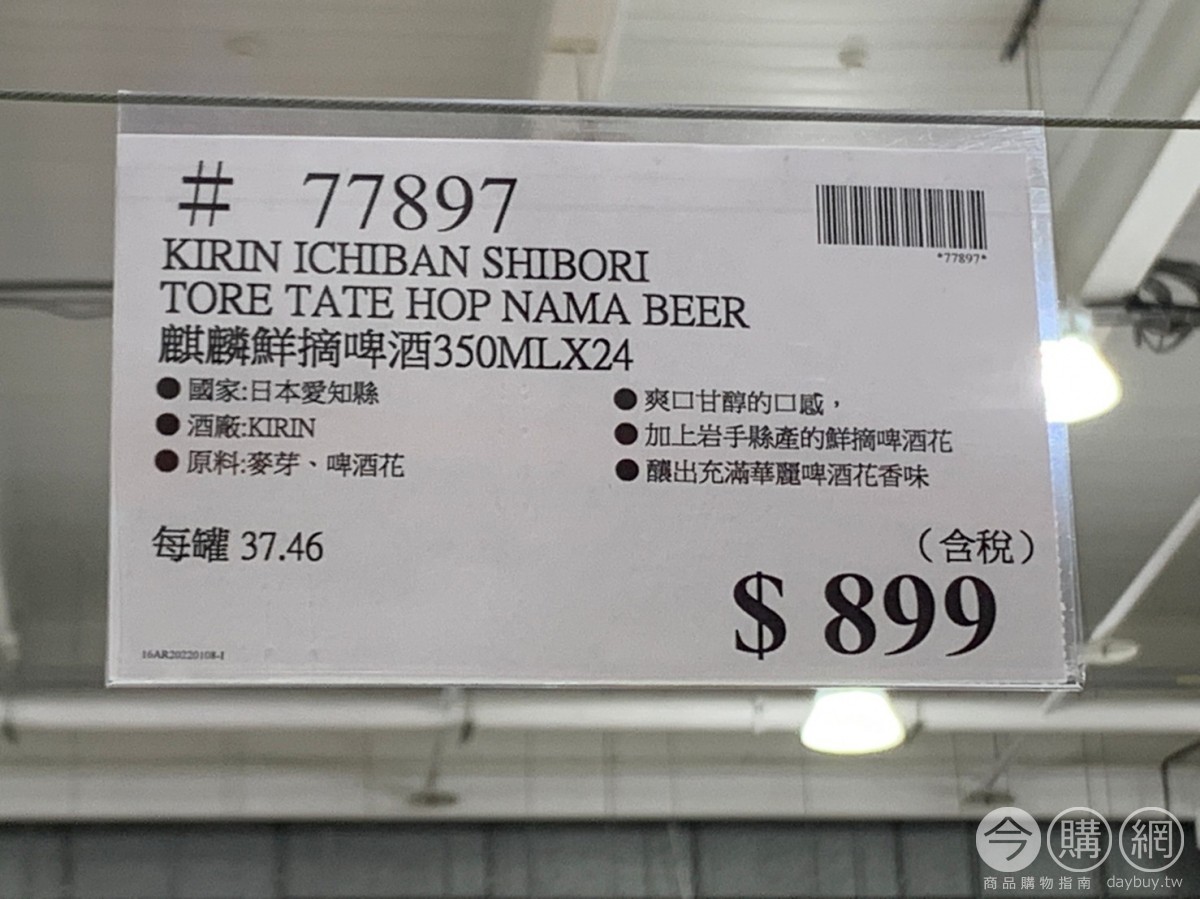 # 77897
*77897*
KIRIN ICHIBAN SHIBORI
TORE TATE HOP NAMA BEER
麒麟鮮摘啤酒350MLX24
● 國家:日本愛知縣
● 酒廠:KIRIN
● 原料:麥芽、啤酒花
● 爽口甘醇的口感，
● 加上岩手縣產的鮮摘啤酒花
● 釀出充滿華麗啤酒花香味
每罐 37.46
（含稅）
$ 899
16AR20220108-1
今購網
商品購物指南 daybuy.tw